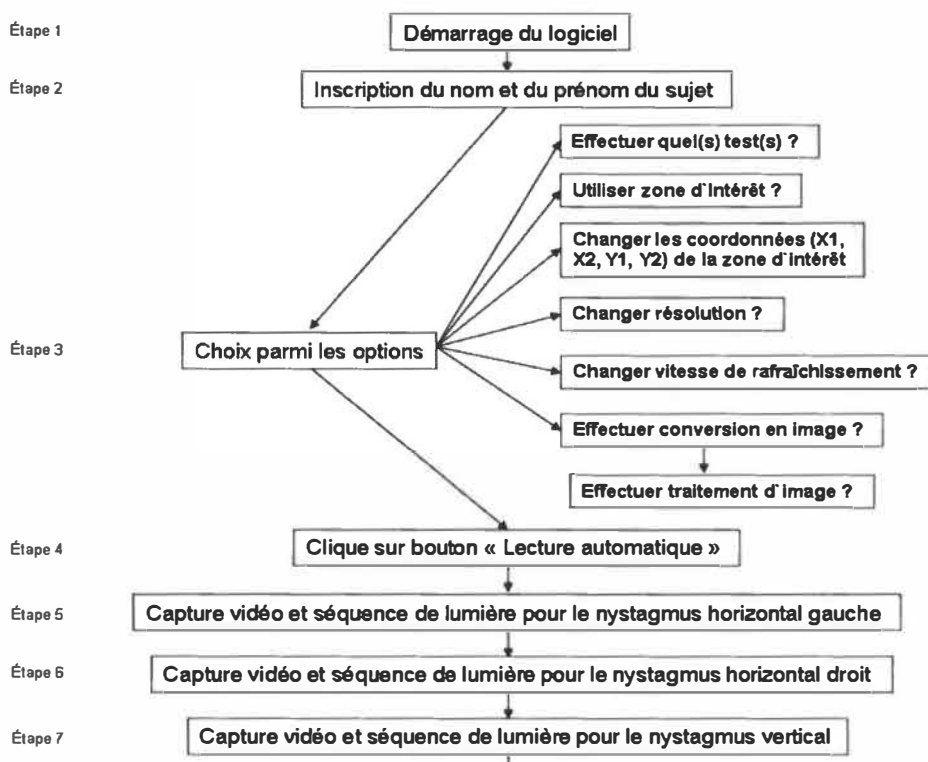 Étape 1
Démarrage du logiciel
Étape 2
Inscription du nom et du prénom du sujet
Effectuer quel(s) test(s) ?
Utiliser zone d`intérêt ?
Changer les coordonnées (X1,
X2, Y1, Y2) de la zone d`intérêt
Changer résolution ?
Étape 3
Choix parmi les options
Changer vitesse de rafraîchissement ?
Effectuer conversion en image ?
Effectuer traitement d`image ?
Étape 4
Clique sur bouton « Lecture automatique »
Étape 5
Capture vidéo et séquence de lumière pour le nystagmus horizontal gauche
Étape 6
Capture vidéo et séquence de lumière pour le nystagmus horizontal droit
Étape 7
Capture vidéo et séquence de lumière pour le nystagmus vertical